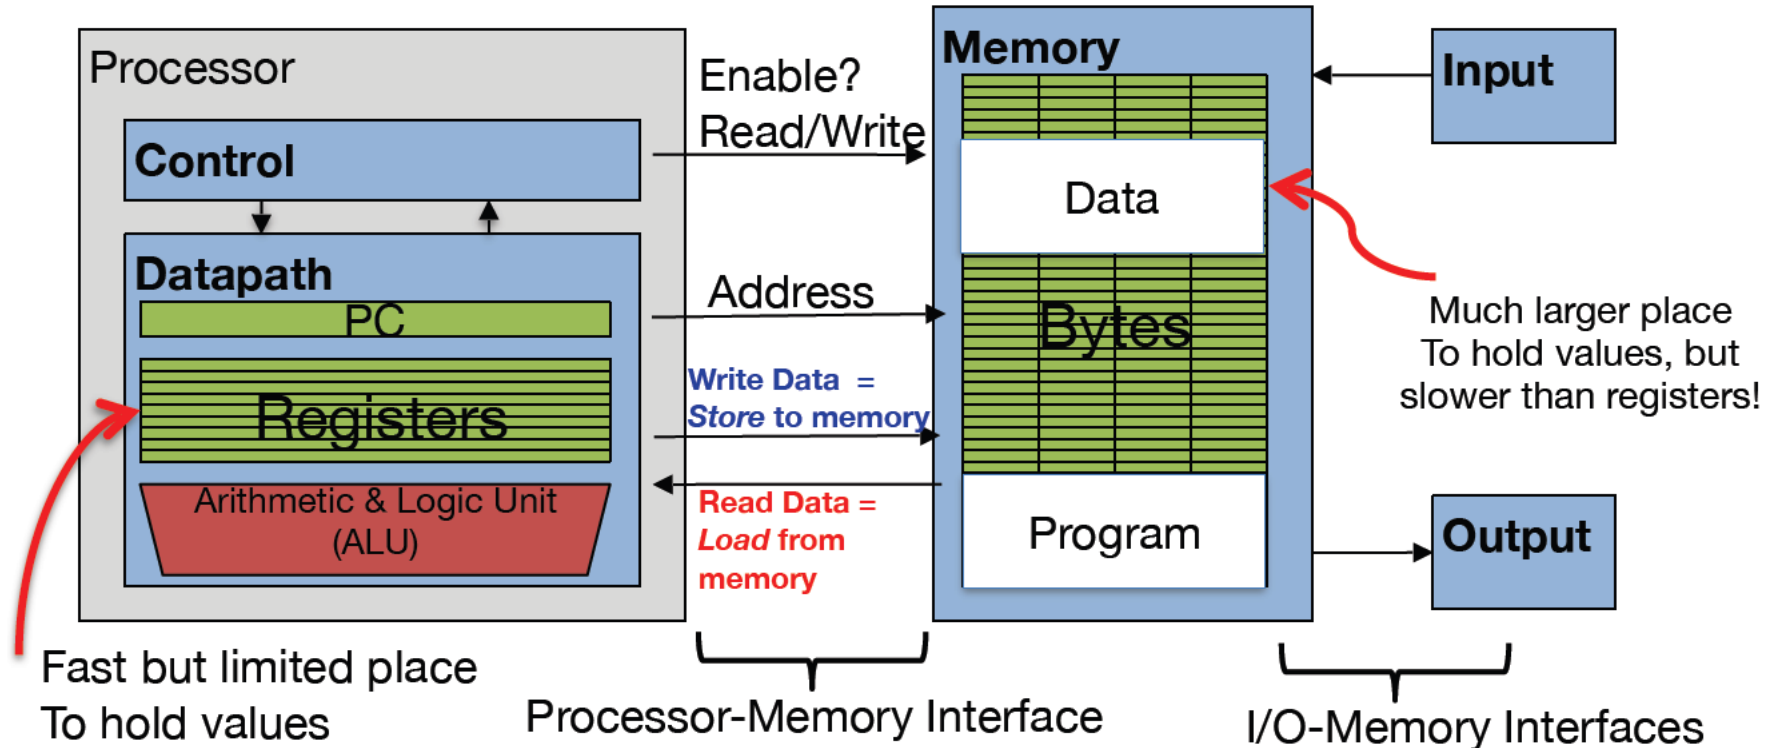 Processor
Control
Datapath
PC
Registers
Arithmetic & Logic Unit
(ALU)
Fast but limited place
To hold values
Enable?
Read/Write
Address
Write Data =
Store to memory
Read Data =
Load from
memory
Processor-Memory Interface
Memory
Data
Bytes
Program
Input
Much larger place
To hold values, but
slower than registers!
Output
I/O-Memory Interfaces